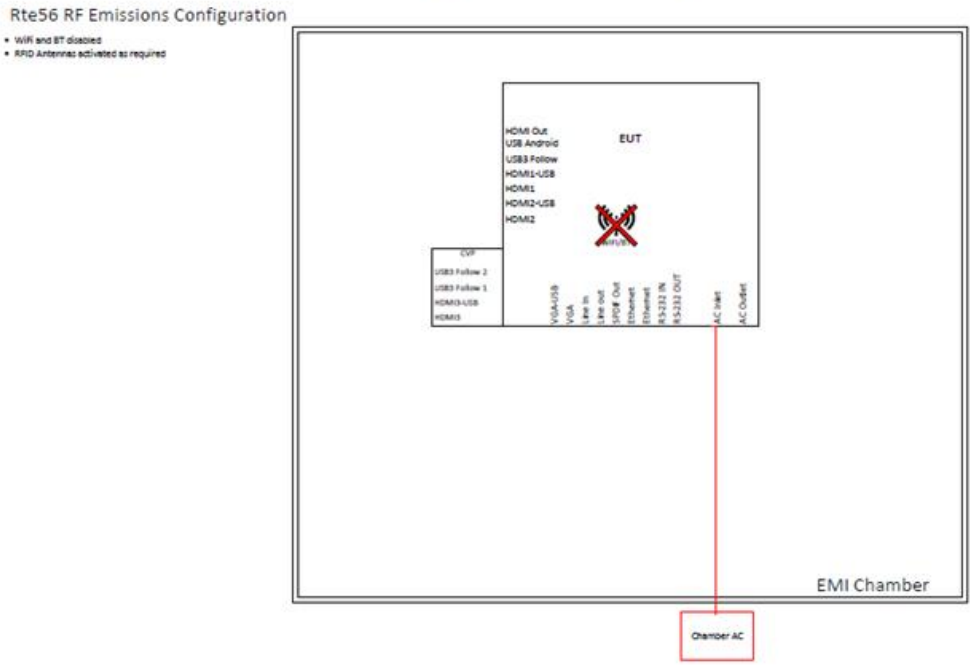 Rte56 RF Emissions Configuration
• Wifi and BT disabled
• RFID Antennas activated as required
HDMI Out
USB Android
USB3 Follow
HDMI1-USB
HDMI1
HDMI2-USB
HDMI2
EUT
WIFI/BT
CVP
USB3 Follow 2
USB3 Follow 1
HDMI3-USB
HDMI3
VGA-USB
VGA
Line In
Line out
SPDIF Out
Ethernet
Ethernet
RS-232 IN
RS-232 OUT
AC Inlet
AC Outlet
EMI Chamber
Chamber AC